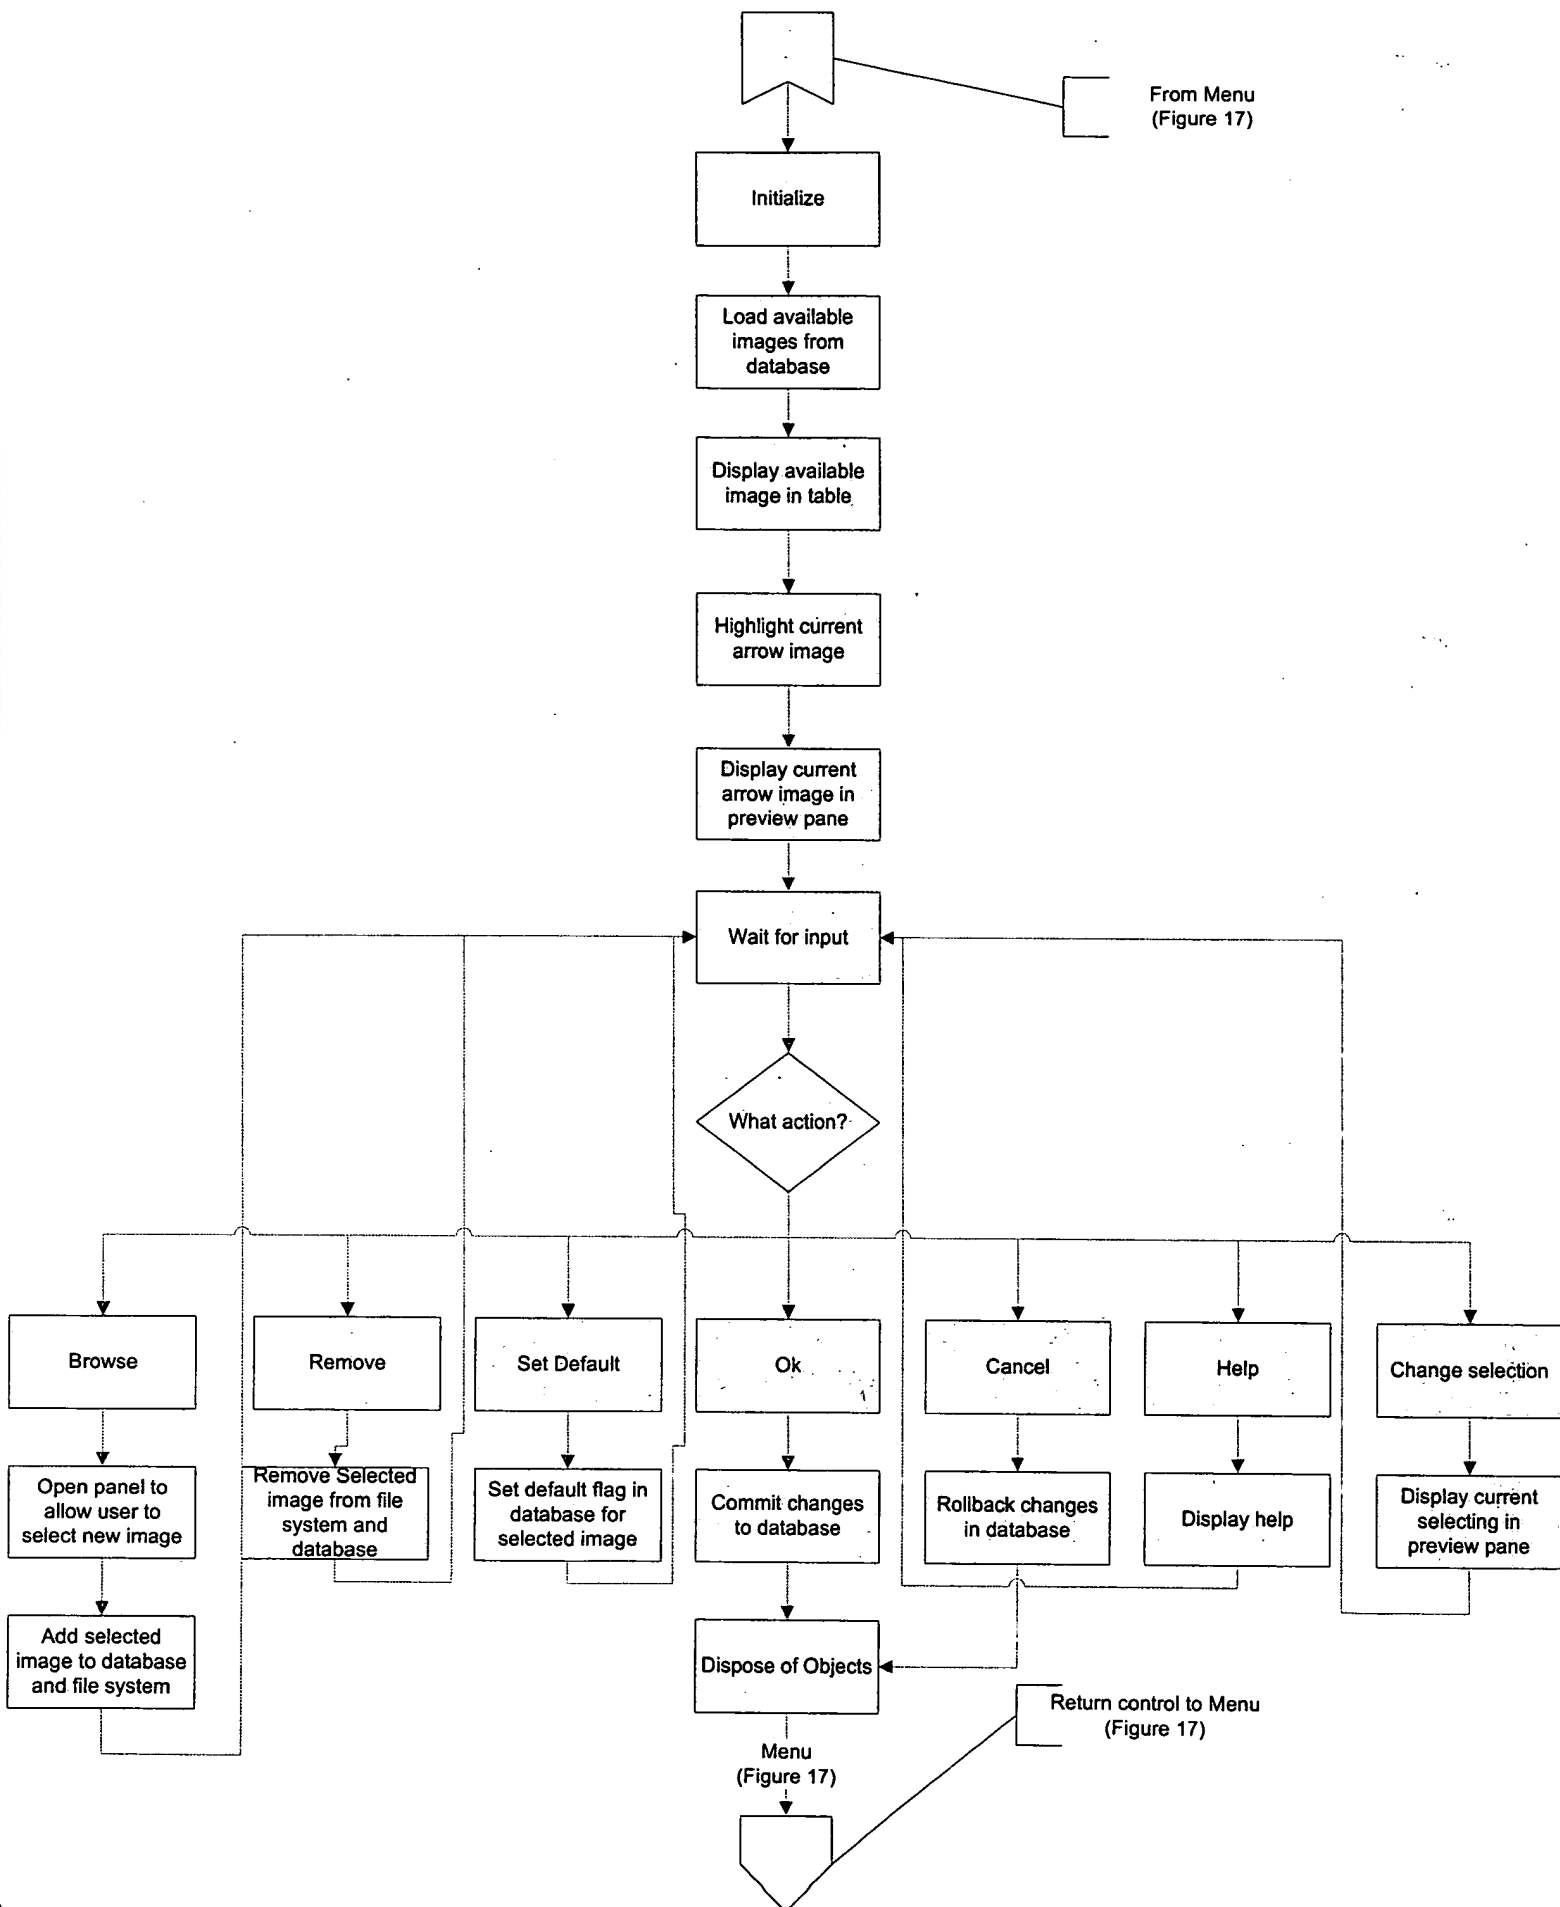 From Menu
(Figure 17)
Initialize
Load available
images from
database
Display available
image in table
Highlight current
arrow image
Display current
arrow image in
preview pane
Wait for input
What action?
Browse
Remove
Set Default
Ok
Cancel
Help
Change selection
Open panel to
allow user to
select new image
Remove Selected
image from file
system and
database
Set default flag in
database for
selected image
Commit changes
to database
Rollback changes
in database
Display help
Display current
selecting in
preview pane
Add selected
image to database
and file system
Dispose of Objects
Return control to Menu
(Figure 17)
Menu
(Figure 17)